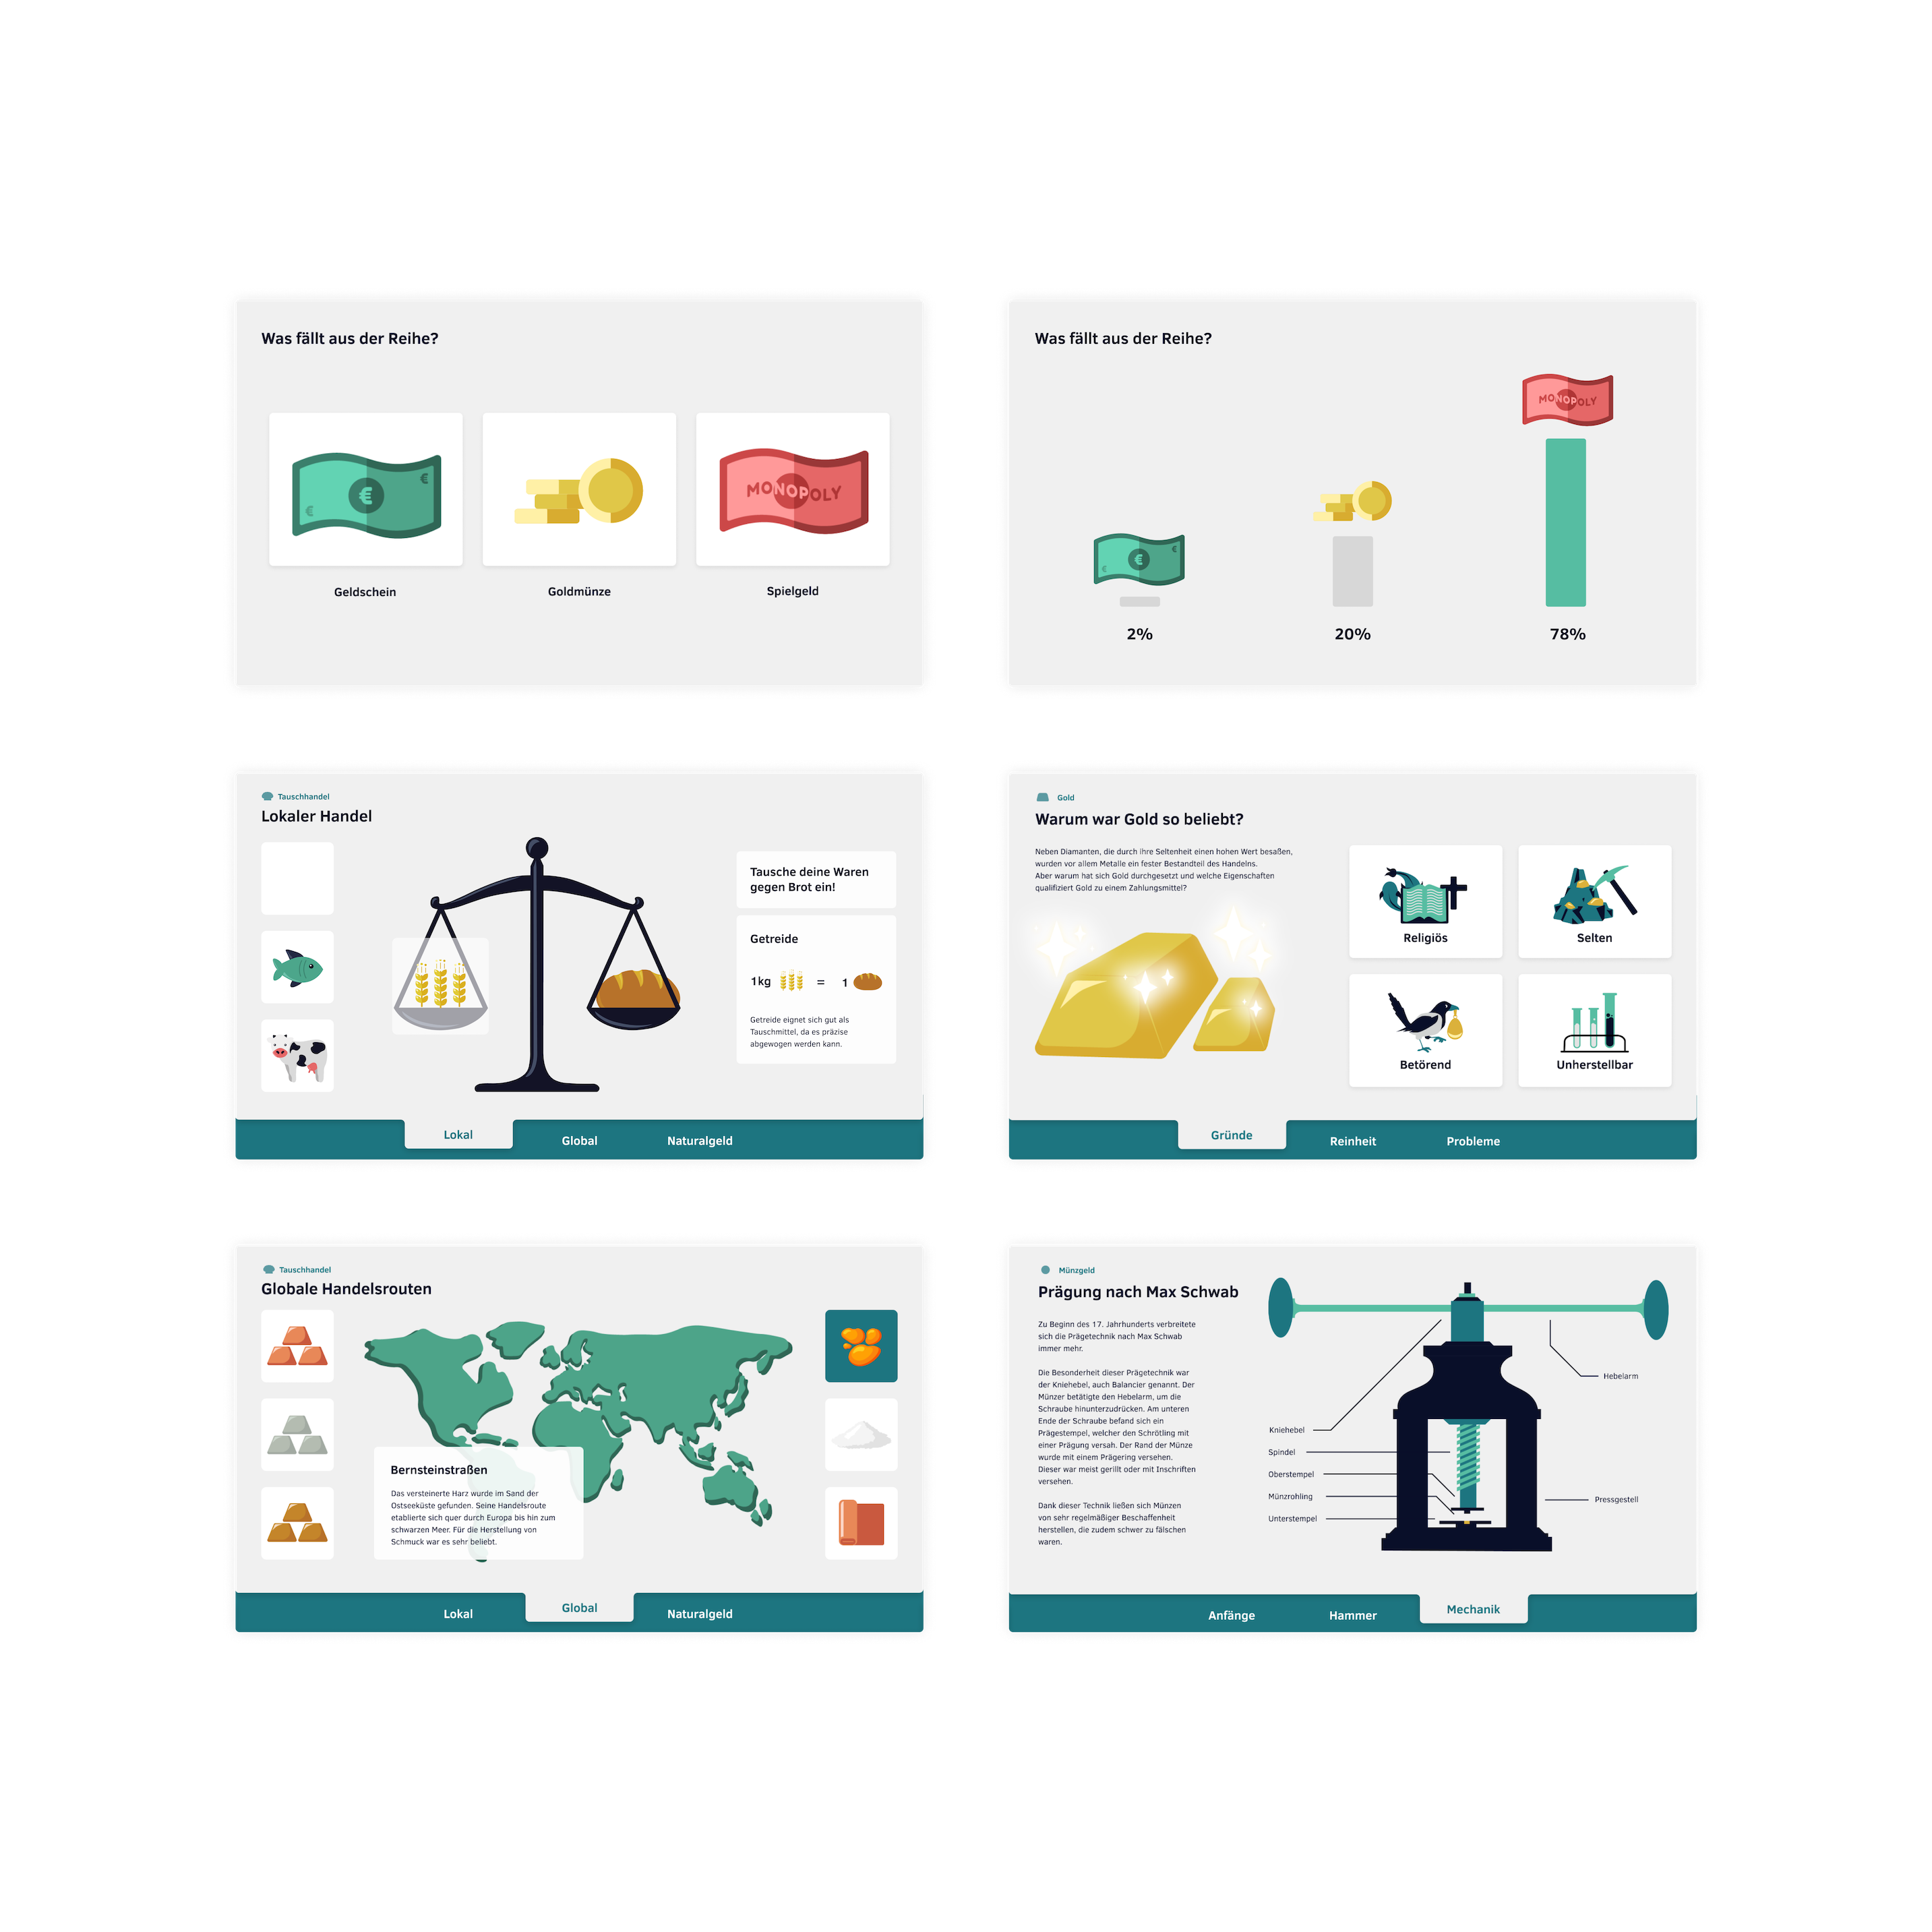 Was fällt aus der Reihe?
€
€
€
MONOPOLY
Geldschein
Goldmünze
Spielgeld
Was fällt aus der Reihe?
MONOPOLY
€
€
€
2%
20%
78%
Tauschhandel
Lokaler Handel
Tausche deine Waren
gegen Brot ein!
Getreide
1kg = 1
Getreide eignet sich gut als
Tauschmittel, da es präzise
abgewogen werden kann.
Lokal
Global
Naturalgeld
Gold
Warum war Gold so beliebt?
Neben Diamanten, die durch ihre Seltenheit einen hohen Wert besaßen,
wurden vor allem Metalle ein fester Bestandteil des Handelns.
Aber warum hat sich Gold durchgesetzt und welche Eigenschaften
qualifiziert Gold zu einem Zahlungsmittel?
Religiös
Selten
Betörend
Unherstellbar
Gründe
Reinheit
Probleme
Tauschhandel
Globale Handelsrouten
Bernsteinstraßen
Das versteinerte Harz wurde im Sand der
Ostseeküste gefunden. Seine Handelsroute
etablierte sich quer durch Europa bis hin zum
schwarzen Meer. Für die Herstellung von
Schmuck war es sehr beliebt.
Lokal
Global
Naturalgeld
Münzgeld
Prägung nach Max Schwab
Zu Beginn des 17. Jahrhunderts verbreitete
sich die Prägetechnik nach Max Schwab
immer mehr.
Die Besonderheit dieser Prägetechnik war
der Kniehebel, auch Balancier genannt. Der
Münzer betätigte den Hebelarm, um die
Schraube hinunterzudrücken. Am unteren
Ende der Schraube befand sich ein
Prägestempel, welcher den Schrötling mit
einer Prägung versah. Der Rand der Münze
wurde mit einem Prägering versehen.
Dieser war meist gerillt oder mit Inschriften
versehen.
Dank dieser Technik ließen sich Münzen
von sehr regelmäßiger Beschaffenheit
herstellen, die zudem schwer zu fälschen
waren.
Hebelarm
Kniehebel
Spindel
Oberstempel
Münzrohling
Unterstempel
Pressgestell
Anfänge
Hammer
Mechanik